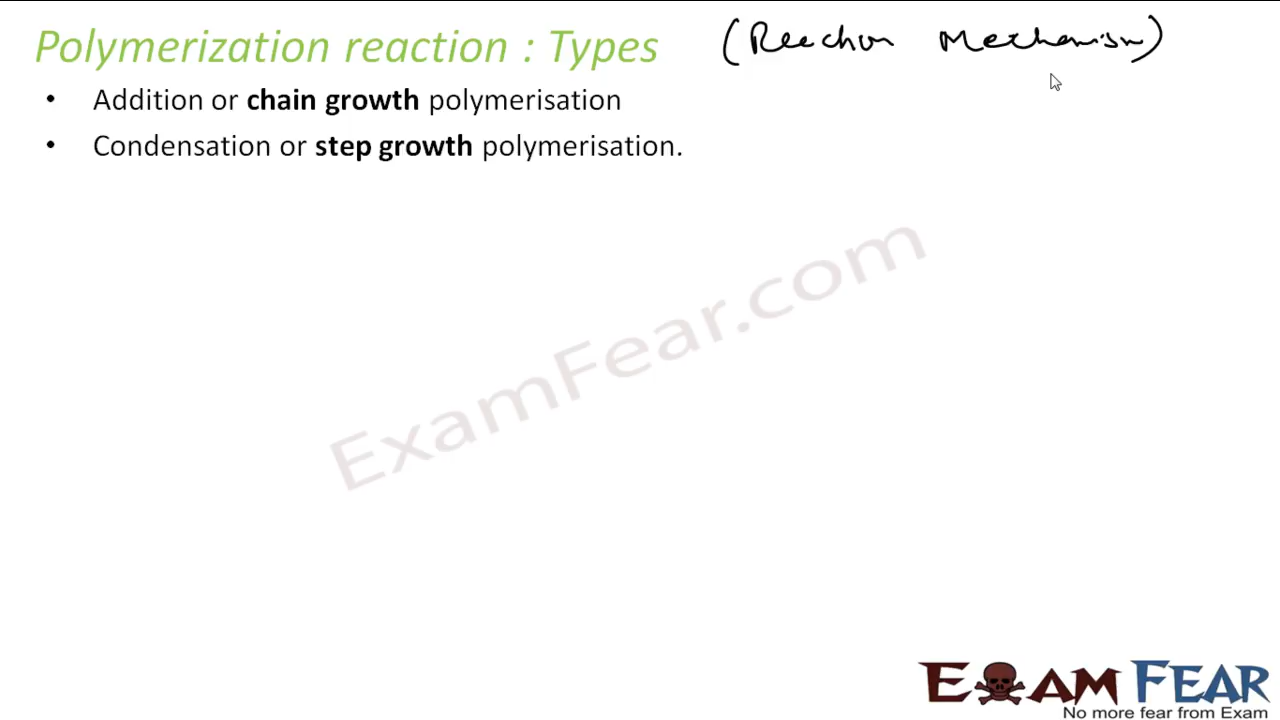 Polymerization reaction : Types (Reechon Mechanism)
• Addition or chain growth polymerisation
• Condensation or step growth polymerisation.
ExamFear.com
EXAM FEAR
No more fear from Exam